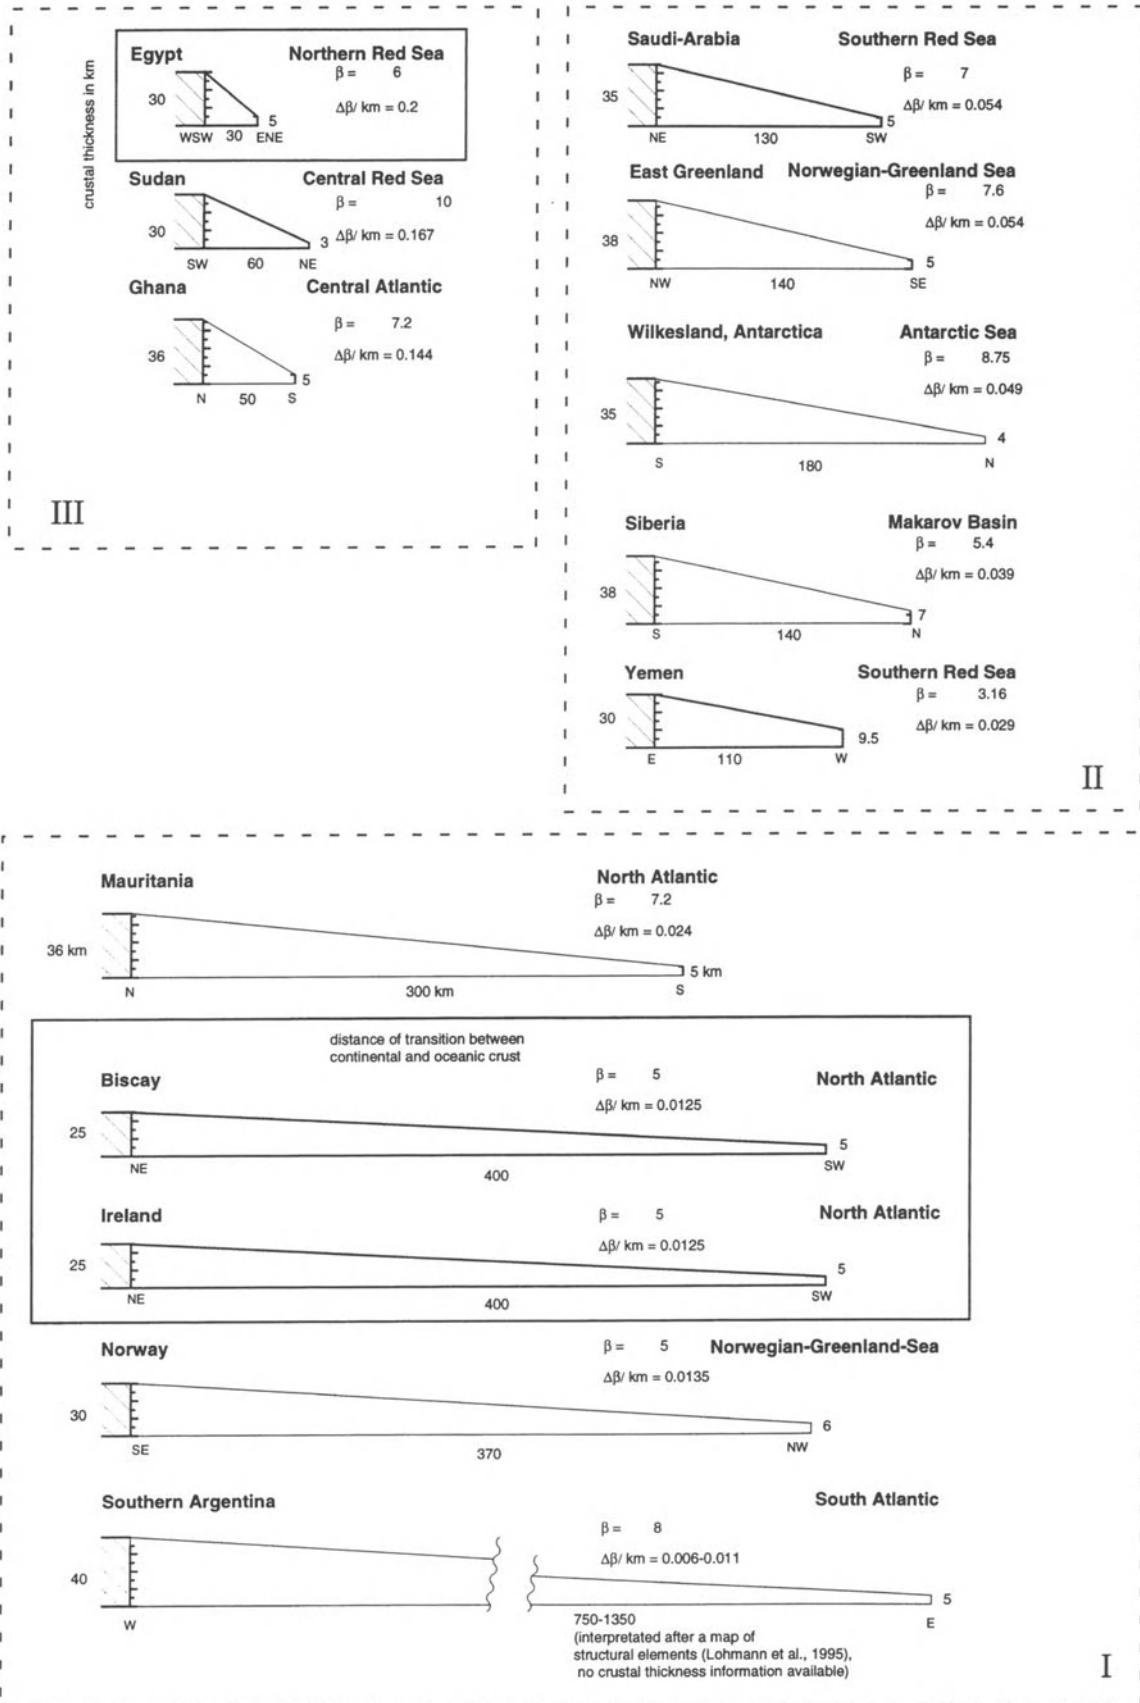 crustal thickness in km
Egypt Northern Red Sea
β = 6
Δβ/ km = 0.2
30
5
WSW 30 ENE
Sudan Central Red Sea
β = 10
Δβ/ km = 0.167
30
3
SW 60 NE
Ghana Central Atlantic
β = 7.2
Δβ/ km = 0.144
36
5
N 50 S
III
Saudi-Arabia Southern Red Sea
β = 7
Δβ/ km = 0.054
35
5
NE 130 SW
East Greenland Norwegian-Greenland Sea
β = 7.6
Δβ/ km = 0.054
38
5
NW 140 SE
Wilkesland, Antarctica Antarctic Sea
β = 8.75
Δβ/ km = 0.049
35
4
S 180 N
Siberia Makarov Basin
β = 5.4
Δβ/ km = 0.039
38
7
S 140 N
Yemen Southern Red Sea
β = 3.16
Δβ/ km = 0.029
30
9.5
E 110 W
II
Mauritania North Atlantic
β = 7.2
Δβ/ km = 0.024
36 km
5 km
N 300 km S
distance of transition between
continental and oceanic crust
Biscay North Atlantic
β = 5
Δβ/ km = 0.0125
25
5
NE 400 SW
Ireland North Atlantic
β = 5
Δβ/ km = 0.0125
25
5
NE 400 SW
Norway Norwegian-Greenland-Sea
β = 5
Δβ/ km = 0.0135
30
6
SE 370 NW
Southern Argentina South Atlantic
β = 8
Δβ/ km = 0.006-0.011
40
5
W E
750-1350
(interpretated after a map of
structural elements (Lohmann et al., 1995),
no crustal thickness information available)
I